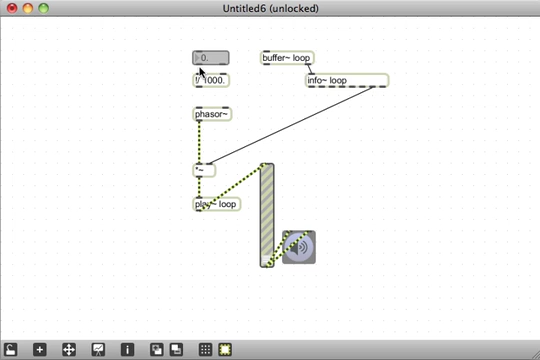 Untitled6 (unlocked)
0.
buffer~ loop
!/ 1000.
info~ loop
phasor~
*~
play~ loop